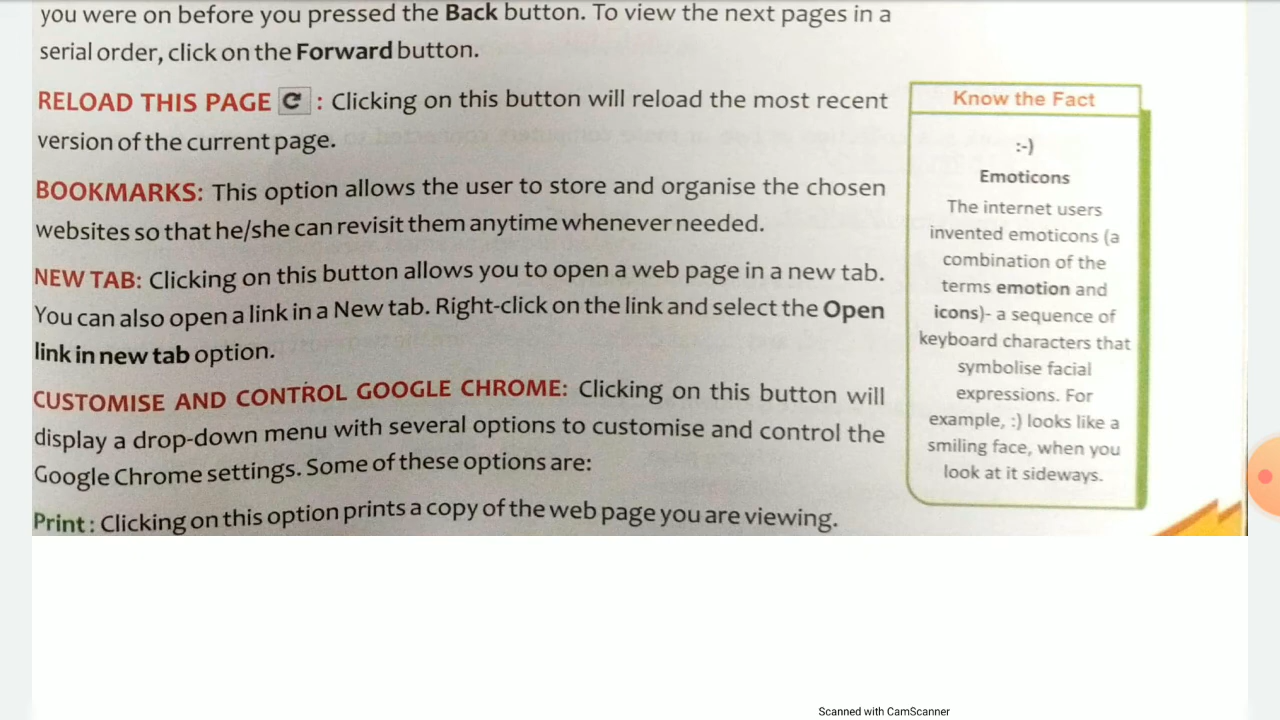 you were on before you pressed the Back button. To view the next pages in a
serial order, click on the Forward button.
RELOAD THIS PAGE : Clicking on this button will reload the most recent
version of the current page.
BOOKMARKS: This option allows the user to store and organise the chosen
websites so that he/she can revisit them anytime whenever needed.
NEW TAB: Clicking on this button allows you to open a web page in a new tab.
You can also open a link in a New tab. Right-click on the link and select the Open
link in new tab option.
CUSTOMISE AND CONTROL GOOGLE CHROME: Clicking on this button will
display a drop-down menu with several options to customise and control the
Google Chrome settings. Some of these options are:
Print : Clicking on this option prints a copy of the web page you are viewing.
Know the Fact
:-)
Emoticons
The internet users
invented emoticons (a
combination of the
terms emotion and
icons)- a sequence of
keyboard characters that
symbolise facial
expressions. For
example, :) looks like a
smiling face, when you
look at it sideways.
Scanned with CamScanner